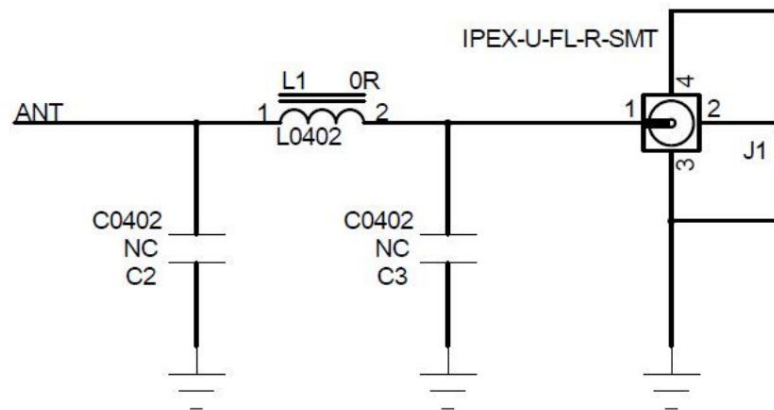 IPEX-U-FL-R-SMT
4
L1 0R
ANT
1 2
1 2
L0402
J1
3
C0402
NC
C2
C0402
NC
C3